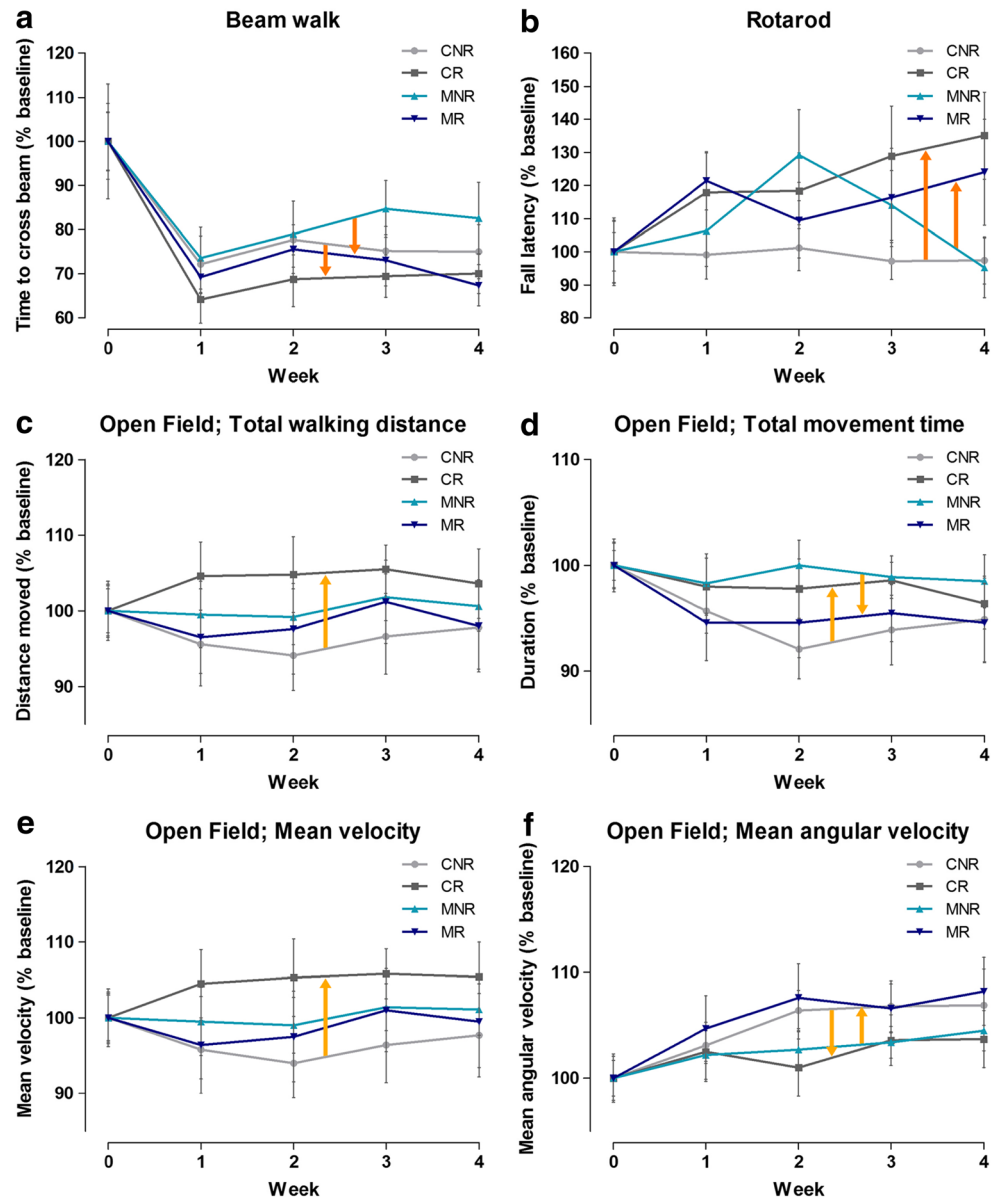 a Beam walk
Time to cross beam (% baseline)
120
110
100
90
80
70
60
0 1 2 3 4
Week
CNR
CR
MNR
MR
b Rotarod
Fall latency (% baseline)
160
150
140
130
120
110
100
90
80
0 1 2 3 4
Week
CNR
CR
MNR
MR
c Open Field; Total walking distance
Distance moved (% baseline)
120
110
100
90
0 1 2 3 4
Week
CNR
CR
MNR
MR
d Open Field; Total movement time
Duration (% baseline)
110
100
90
0 1 2 3 4
Week
CNR
CR
MNR
MR
e Open Field; Mean velocity
Mean velocity (% baseline)
120
110
100
90
0 1 2 3 4
Week
CNR
CR
MNR
MR
f Open Field; Mean angular velocity
Mean angular velocity (% baseline)
120
110
100
0 1 2 3 4
Week
CNR
CR
MNR
MR